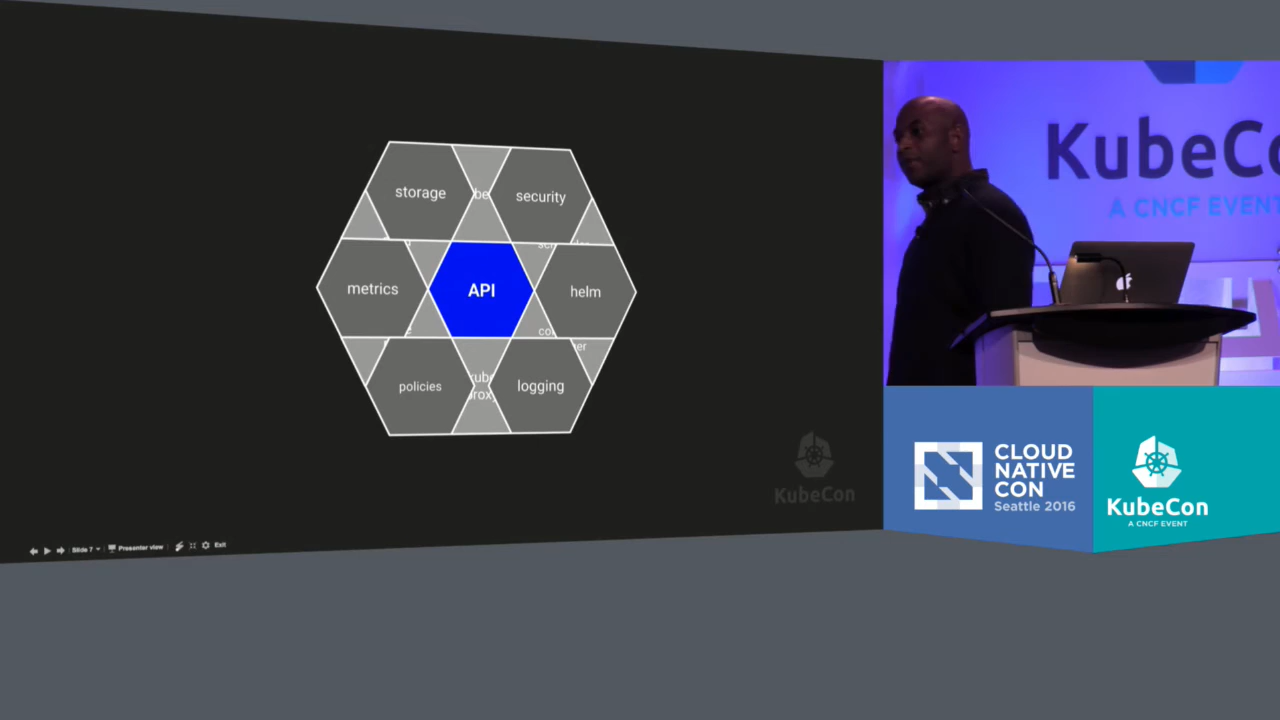 storage
security
metrics
API
helm
policies
logging
KubeCon
Slide 7
Presenter view
Exit
KubeCo
A CNCF EVENT
CLOUD
NATIVE
CON
Seattle 2016
KubeCon
A CNCF EVENT